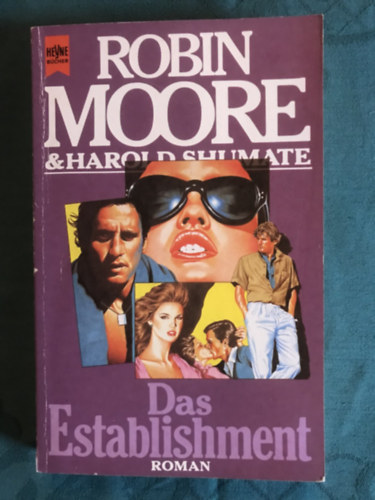 HEYNE
BÜCHER
ROBIN
MOORE
& HAROLD SHUMATE
Das
Establishment
ROMAN